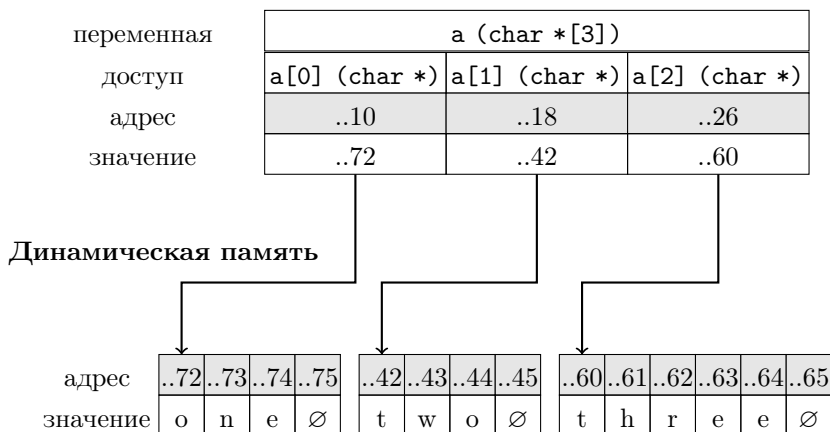 переменная a (char *[3])
доступ a[0] (char *) a[1] (char *) a[2] (char *)
адрес ..10 ..18 ..26
значение ..72 ..42 ..60
Динамическая память
адрес ..72 ..73 ..74 ..75 ..42 ..43 ..44 ..45 ..60 ..61 ..62 ..63 ..64 ..65
значение o n e ∅ t w o ∅ t h r e e ∅